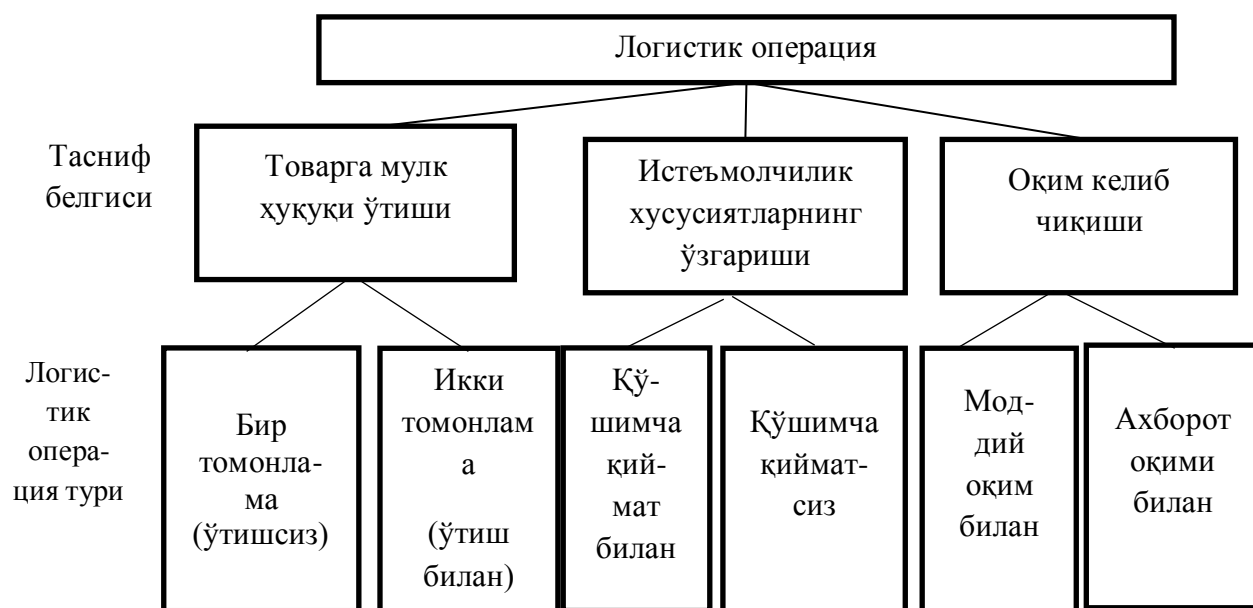 Логистик операция
Тасниф
белгиси
Товарга мулк
ҳуқуқи ўтиши
Истеъмолчилик
хусусиятларнинг
ўзгариши
Оқим келиб
чиқиши
Логис-
тик
опера-
ция тури
Бир
томонла-
ма
(ўтишсиз)
Икки
томонлам
а
(ўтиш
билан)
Қў-
шимча
қий-
мат
билан
Қўшимча
қиймат-
сиз
Мод-
дий
оқим
билан
Ахборот
оқими
билан